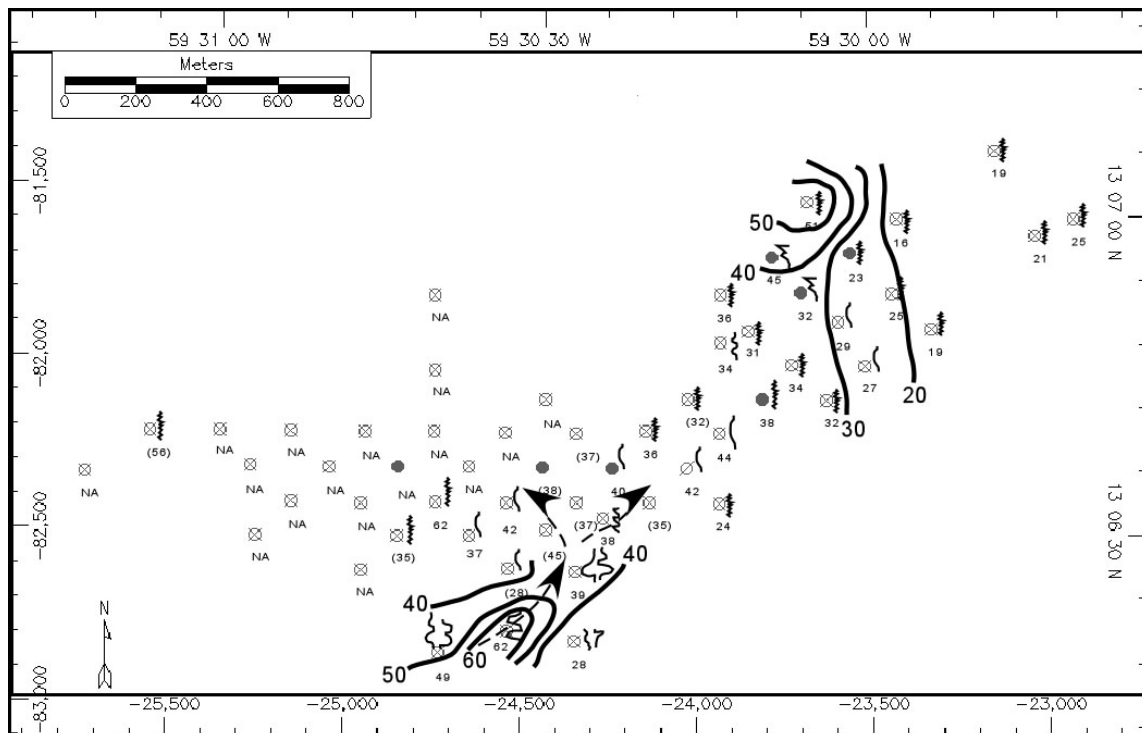 59 31 00 W 59 30 30 W 59 30 00 W
Meters
0 200 400 600 800
-81,500
-82,000
-82,500
-83,000
13 07 00 N
13 06 30 N
19
50 51 16
21 25
40 45 23
NA 36 32 25
31 29 19
34
NA 34 27 20
NA (32) 38 32 30
(56) NA NA NA NA NA (37) 36 44
NA NA NA NA NA (38) 40 42
NA NA 62 42 (37) (35) 24
38
NA (35) 37 (45)
NA (28) 39 40
40
62
N
50 49 60 28
-25,500 -25,000 -24,500 -24,000 -23,500 -23,000